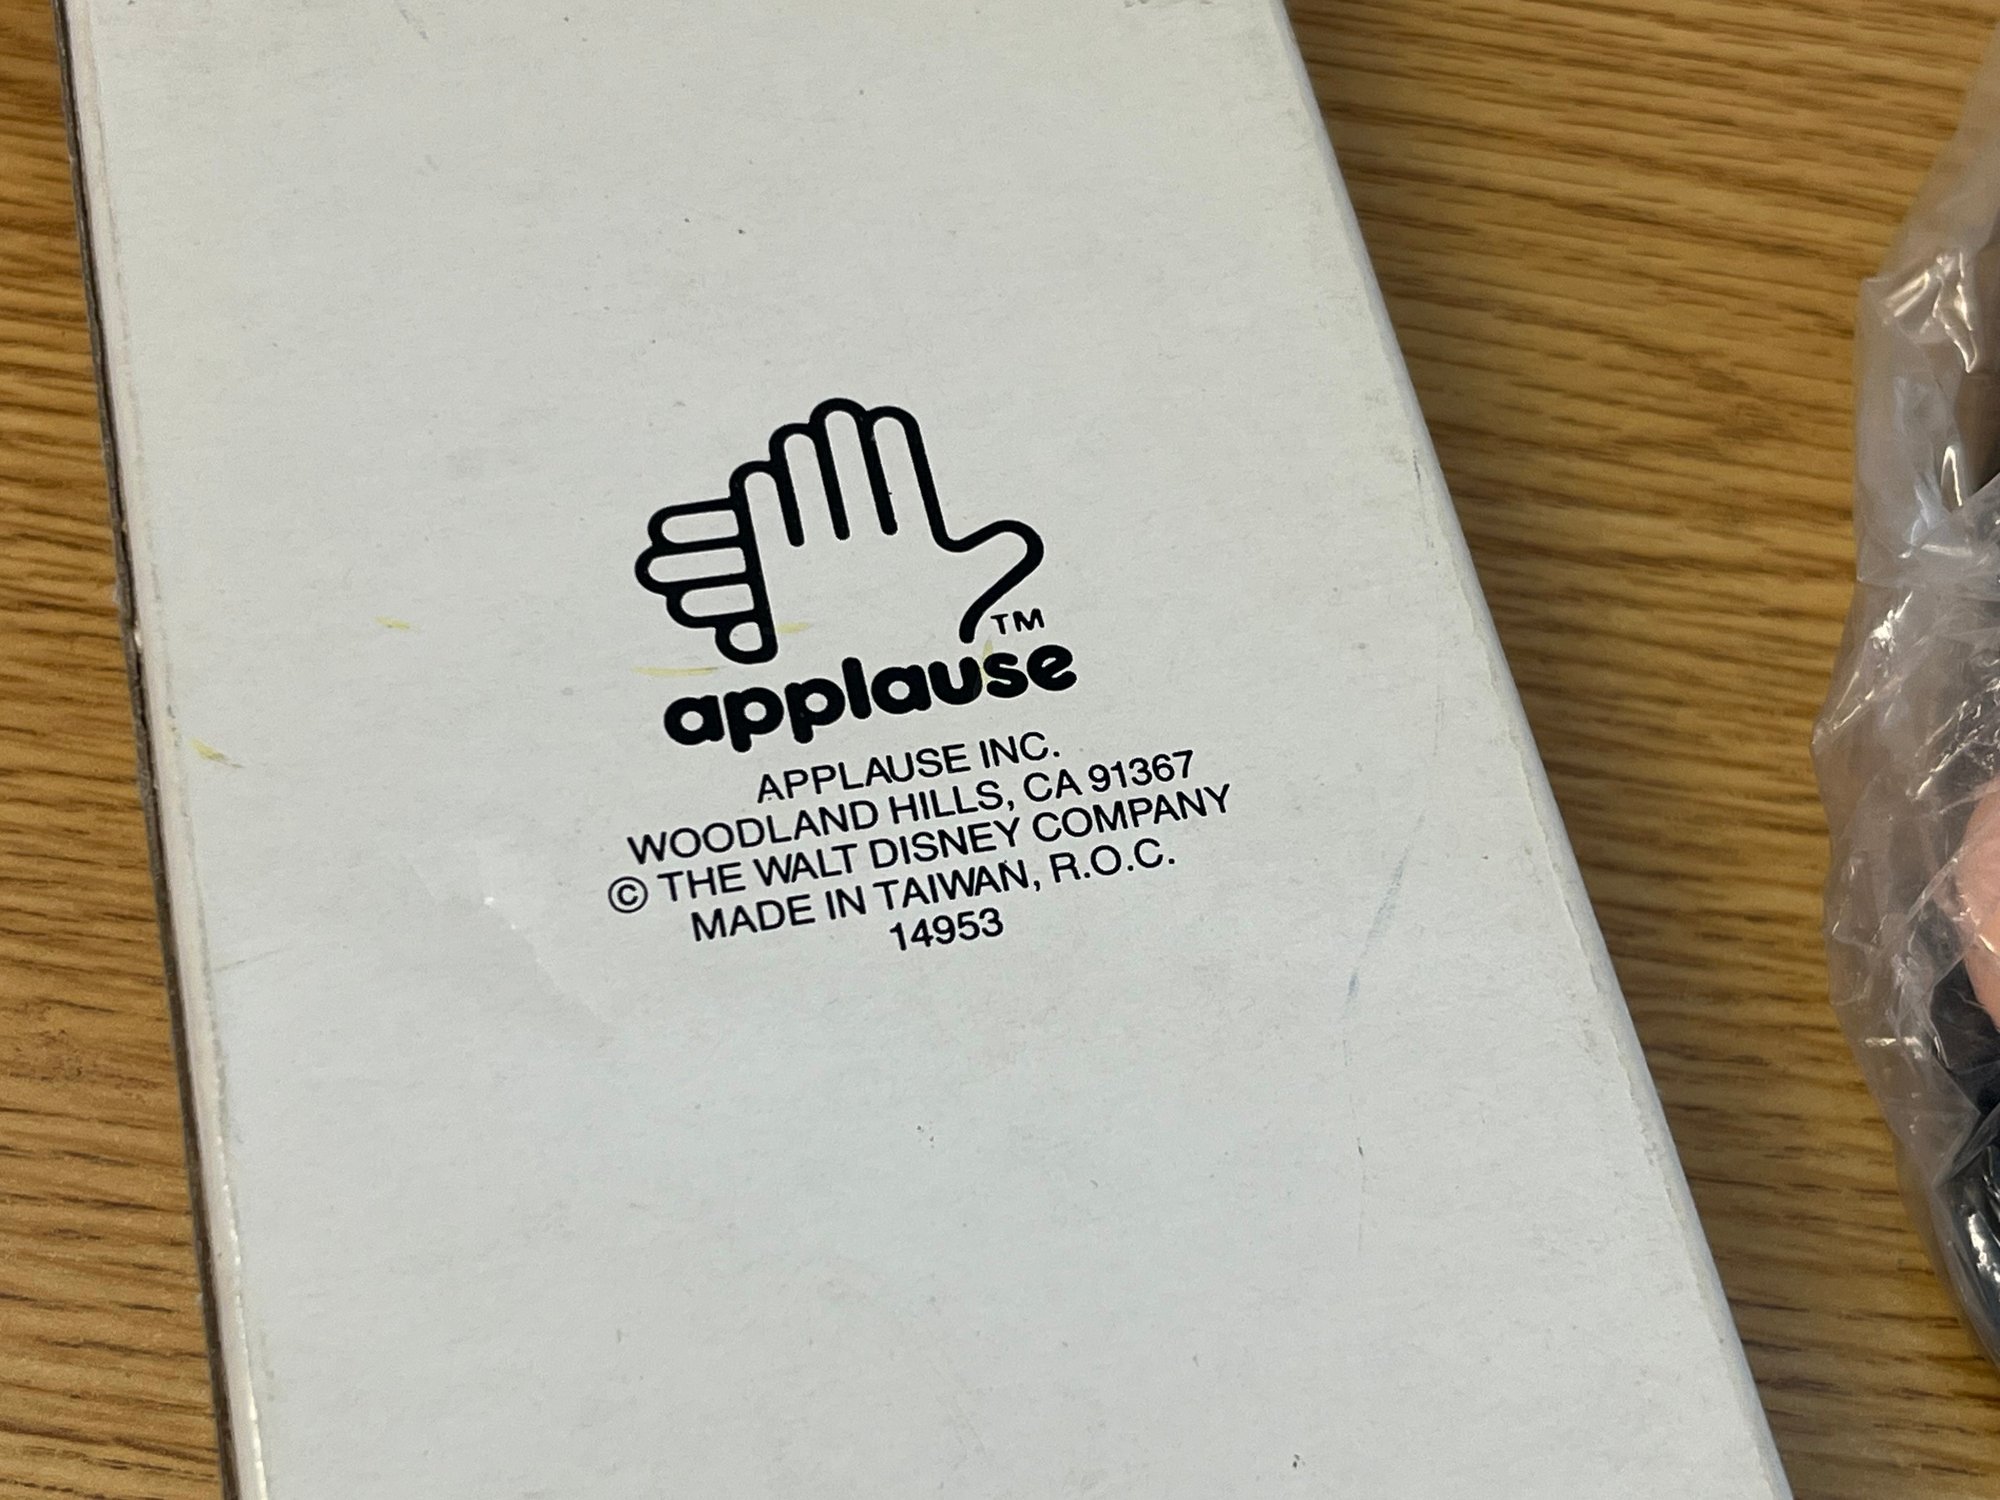 TM
applause
APPLAUSE INC.
WOODLAND HILLS, CA 91367
© THE WALT DISNEY COMPANY
MADE IN TAIWAN, R.O.C.
14953